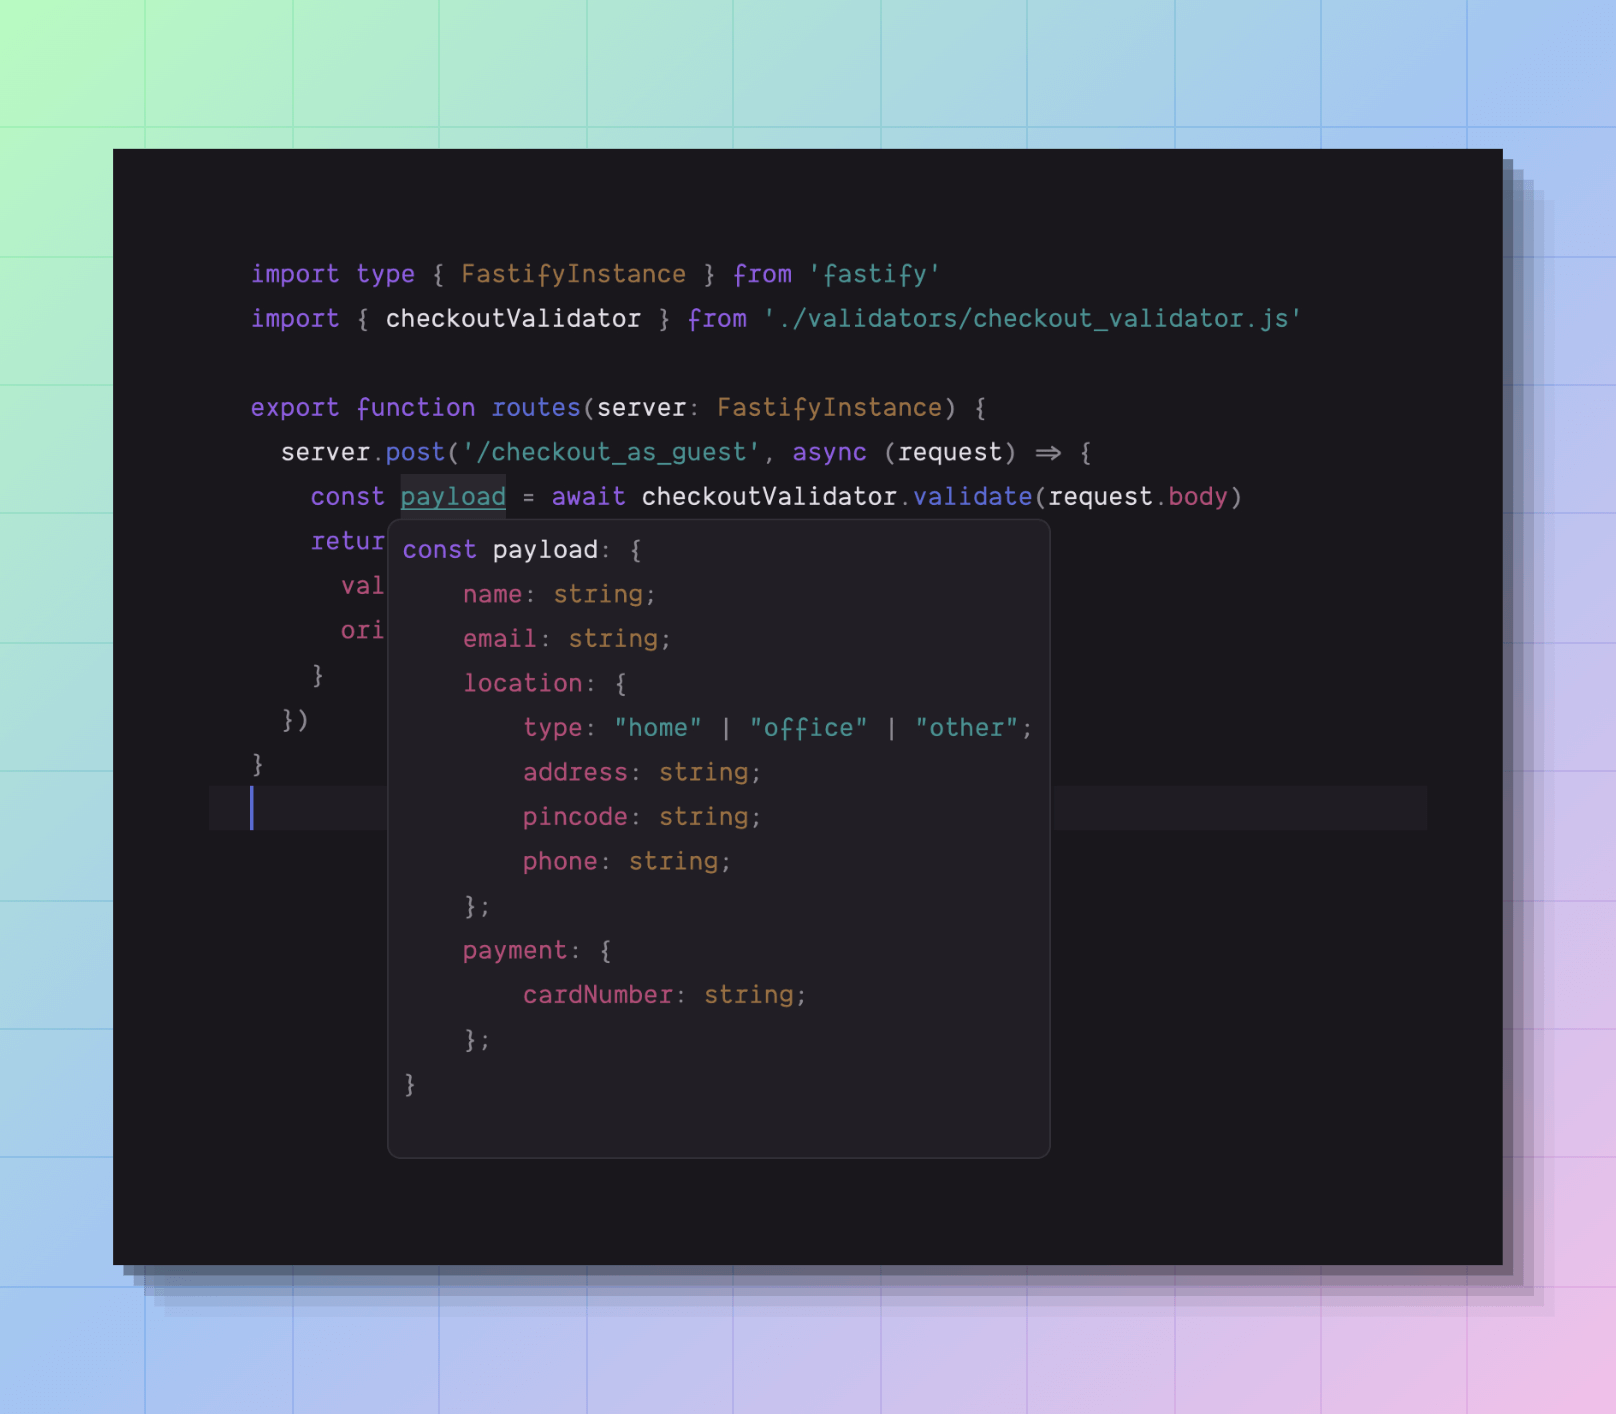 import type { FastifyInstance } from 'fastify'
import { checkoutValidator } from './validators/checkout_validator.js'
export function routes(server: FastifyInstance) {
server.post('/checkout_as_guest', async (request) => {
const payload = await checkoutValidator.validate(request.body)
retur
val
ori
}
})
}
const payload: {
name: string;
email: string;
location: {
type: "home" | "office" | "other";
address: string;
pincode: string;
phone: string;
};
payment: {
cardNumber: string;
};
}